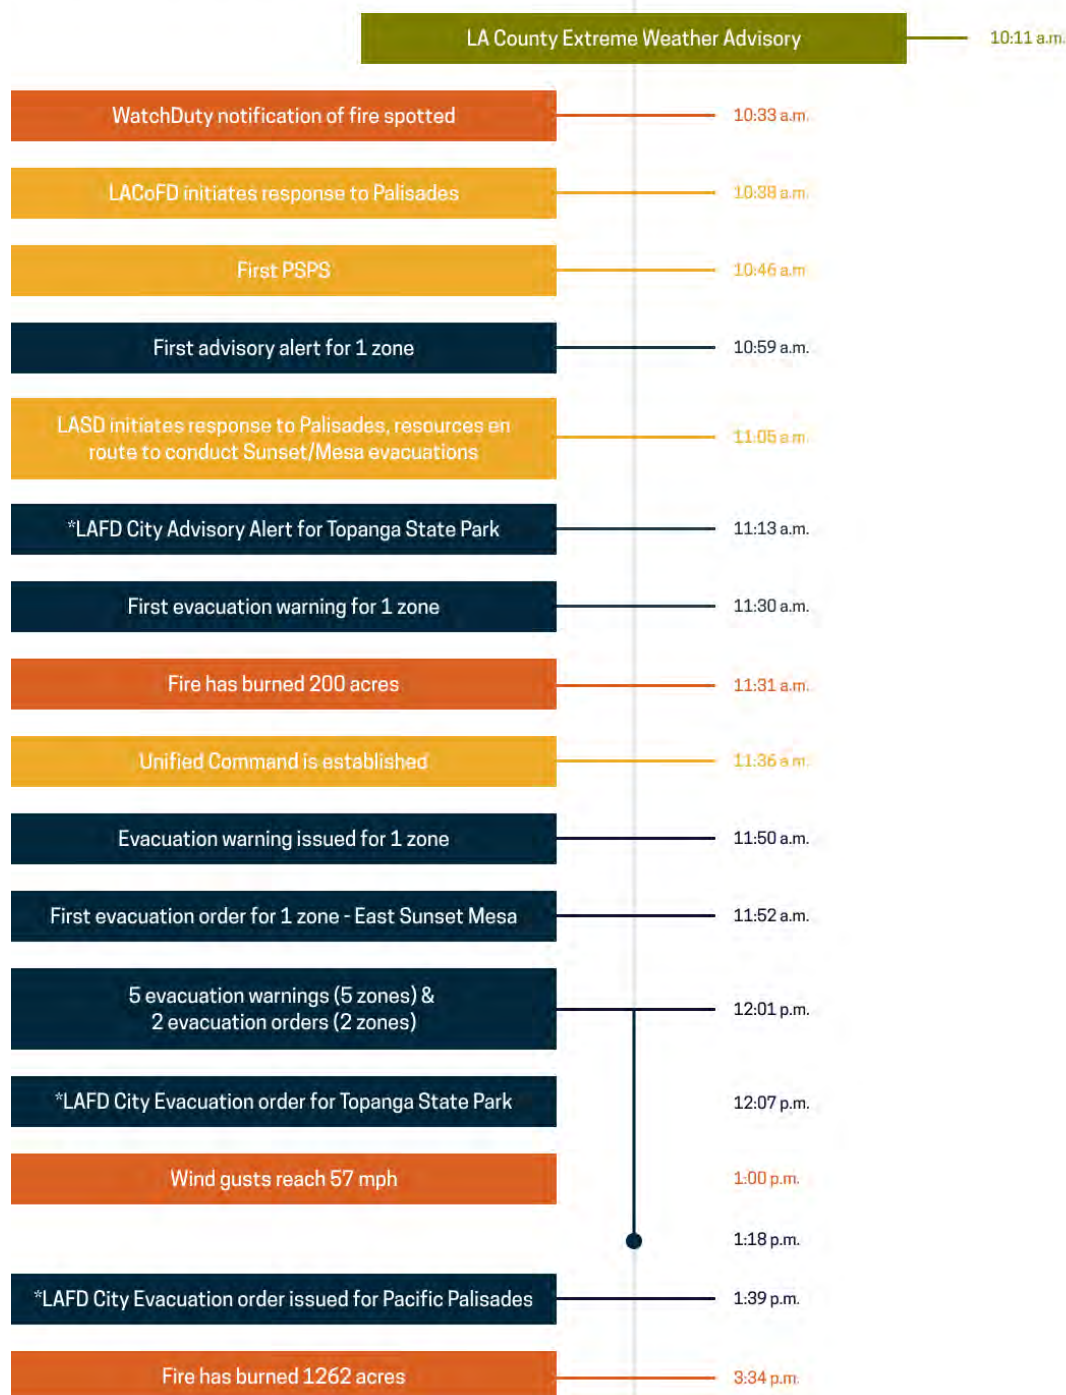 LA County Extreme Weather Advisory
10:11 a.m.
WatchDuty notification of fire spotted
10:33 a.m.
LACoFD initiates response to Palisades
10:38 a.m.
First PSPS
10:46 a.m
First advisory alert for 1 zone
10:59 a.m.
LASD initiates response to Palisades, resources en
route to conduct Sunset/Mesa evacuations
11:05 a.m.
*LAFD City Advisory Alert for Topanga State Park
11:13 a.m.
First evacuation warning for 1 zone
11:30 a.m.
Fire has burned 200 acres
11:31 a.m.
Unified Command is established
11:36 a.m.
Evacuation warning issued for 1 zone
11:50 a.m.
First evacuation order for 1 zone - East Sunset Mesa
11:52 a.m.
5 evacuation warnings (5 zones) &
2 evacuation orders (2 zones)
12:01 p.m.
*LAFD City Evacuation order for Topanga State Park
12:07 p.m.
Wind gusts reach 57 mph
1:00 p.m.
1:18 p.m.
*LAFD City Evacuation order issued for Pacific Palisades
1:39 p.m.
Fire has burned 1262 acres
3:34 p.m.